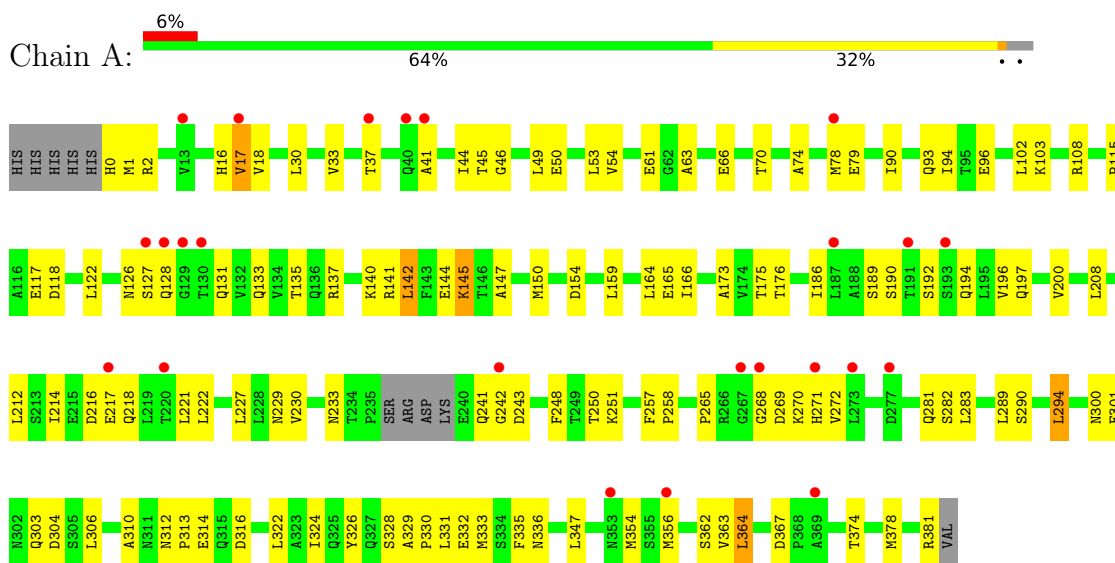 6%
Chain A:
64% 32% • •
HIS HIS HIS HIS HIS H0 M1 R2 V13 H16 V17 V18 L30 V33 T37 Q40 A41 I44 T45 G46 L49 E50 L53 V54 E61 G62 A63 E66 T70 A74 M78 E79 I90 Q93 I94 T95 E96 L102 K103 R108
A116 E117 D118 L122 N126 S127 Q128 G129 T130 Q131 V132 Q133 V134 T135 Q136 R137 K140 R141 L142 F143 E144 K145 T146 A147 M150 D154 L159 L164 E165 I166 A173 V174 T175 T176 I186 L187 A188 S189 S190 T191 S192 S193 Q194 L195 V196 Q197 V200 L208
L212 S213 I214 E215 D216 E217 Q218 L219 T220 L221 L222 L227 L228 N229 V230 N233 T234 P235 SER ARG ASP LYS E240 Q241 G242 D243 F248 T249 T250 K251 F257 P258 P265 R266 G267 G268 D269 K270 H271 V272 L273 D277 Q281 S282 L283 L289 S290 L294 N300
N302 Q303 D304 S305 L306 A310 N311 N312 P313 E314 Q315 D316 L322 A323 I324 Q325 Y326 Q327 S328 A329 P330 L331 E332 M333 S334 F335 N336 L347 N353 M354 S355 M356 S362 V363 L364 D367 P368 A369 T374 M378 R381 VAL